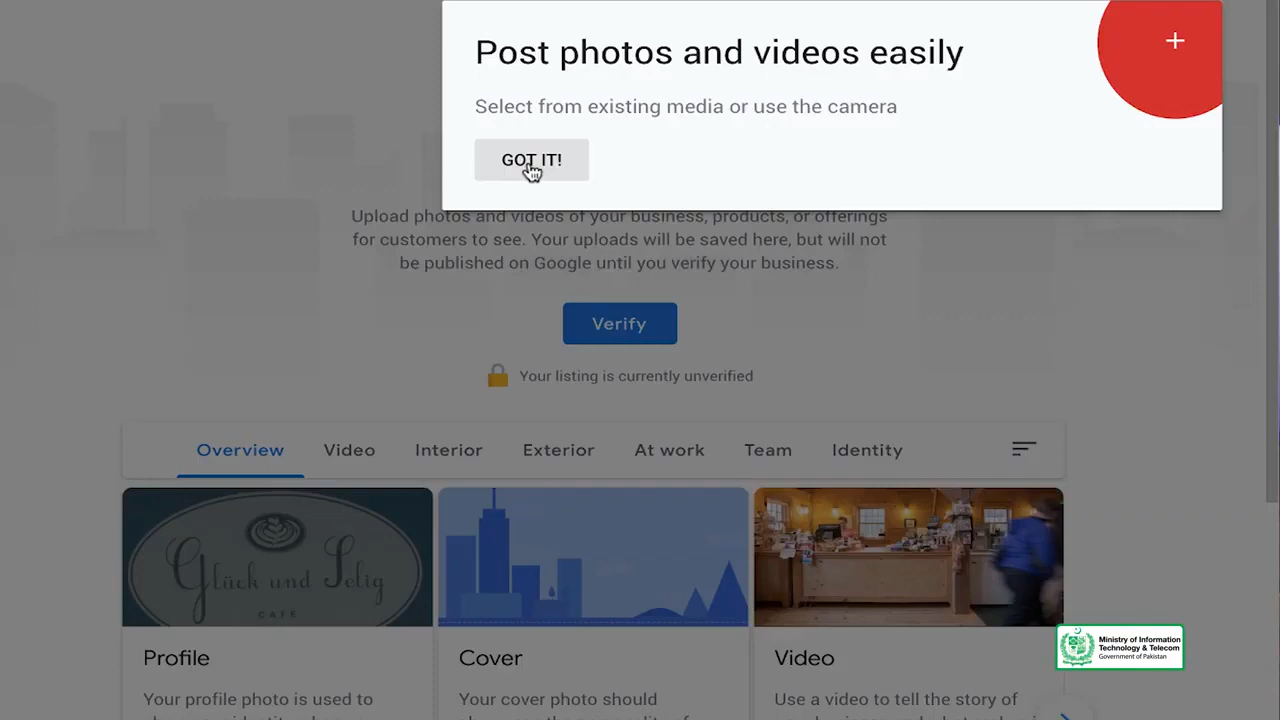 Post photos and videos easily
+
Select from existing media or use the camera
GOT IT!
Upload photos and videos of your business, products, or offerings
for customers to see. Your uploads will be saved here, but will not
be published on Google until you verify your business.
Verify
Your listing is currently unverified
Overview Video Interior Exterior At work Team Identity
Glück und Selig
CAFE
Profile Cover Video
Ministry of Information
Technology & Telecom
Government of Pakistan
Your profile photo is used to
Your cover photo should
Use a video to tell the story of